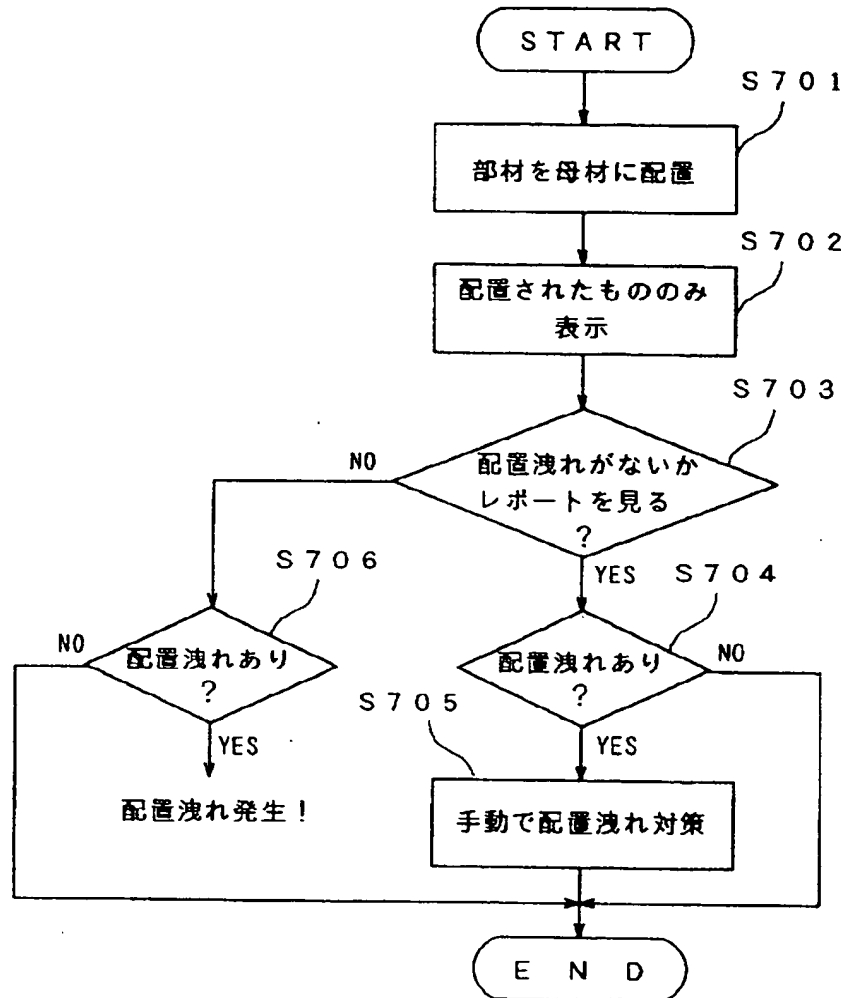 ＳＴＡＲＴ
Ｓ７０１
部材を母材に配置
Ｓ７０２
配置されたもののみ
表示
Ｓ７０３
配置洩れがないか
レポートを見る
？
NO
YES
Ｓ７０６
Ｓ７０４
NO
配置洩れあり
？
YES
配置洩れあり
？
NO
YES
Ｓ７０５
配置洩れ発生！
手動で配置洩れ対策
ＥＮＤ